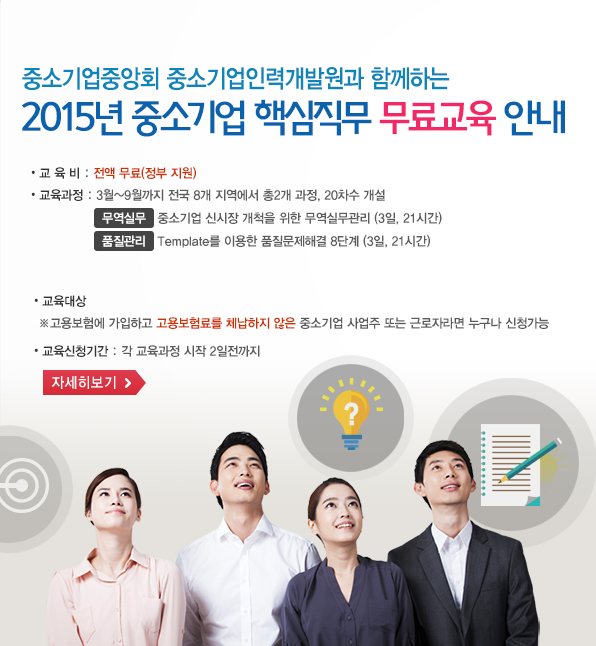 중소기업중앙회 중소기업인력개발원과 함께하는
2015년 중소기업 핵심직무 무료교육 안내
• 교 육 비 : 전액 무료(정부 지원)
• 교육과정 : 3월~9월까지 전국 8개 지역에서 총2개 과정, 20차수 개설
무역실무 중소기업 신시장 개척을 위한 무역실무관리 (3일, 21시간)
품질관리 Template를 이용한 품질문제해결 8단계 (3일, 21시간)
• 교육대상
※고용보험에 가입하고 고용보험료를 체납하지 않은 중소기업 사업주 또는 근로자라면 누구나 신청가능
• 교육신청기간 : 각 교육과정 시작 2일전까지
자세히보기 >
?